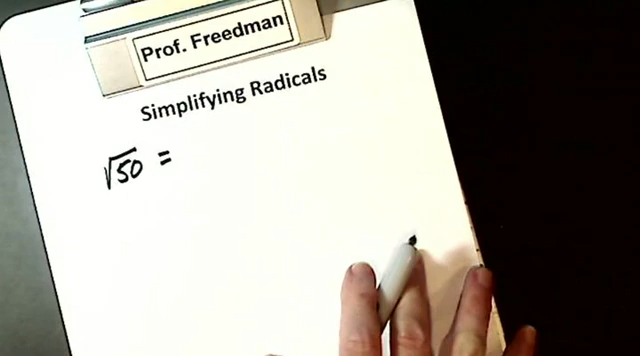 Prof. Freedman
Simplifying Radicals
√50 =